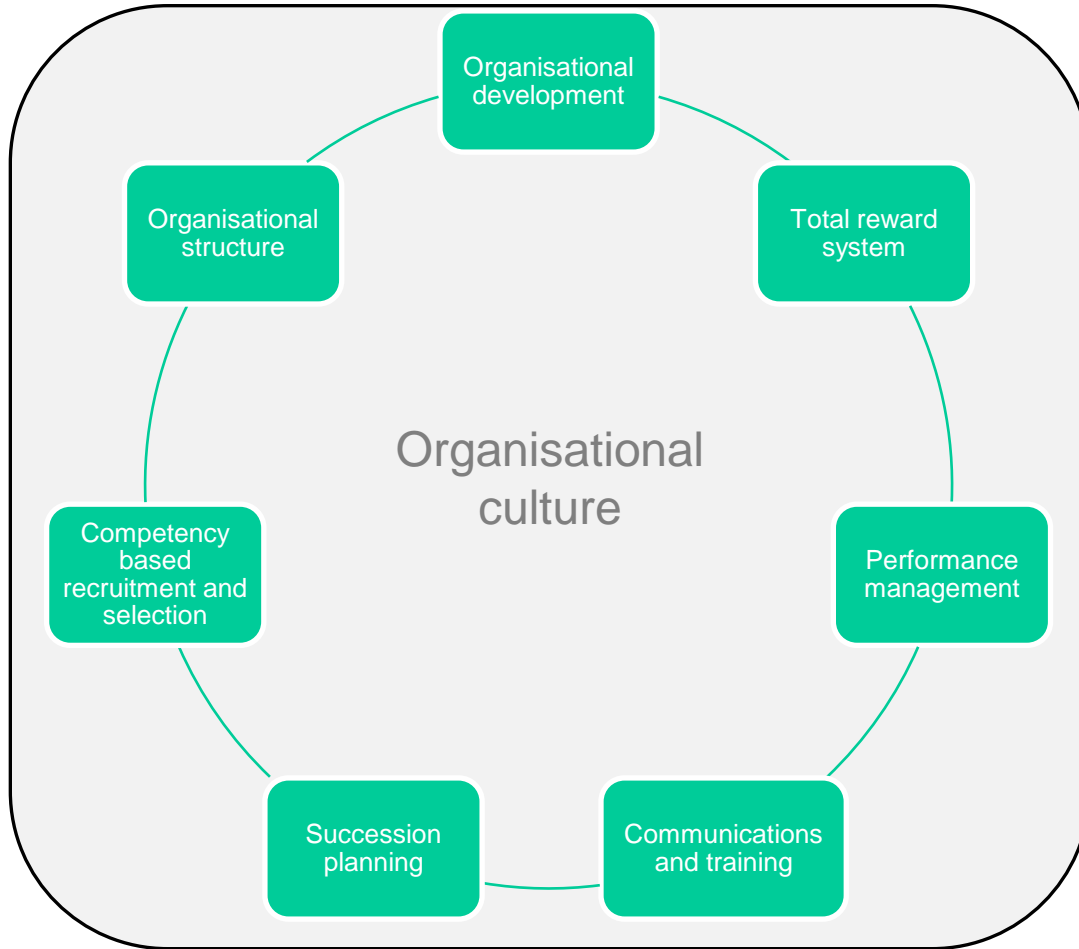 Organisational
development
Organisational
structure
Total reward
system
Organisational
culture
Competency
based
recruitment and
selection
Performance
management
Succession
planning
Communications
and training